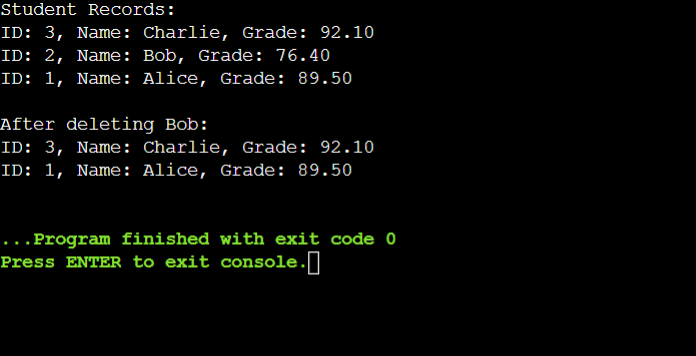 Student Records:
ID: 3, Name: Charlie, Grade: 92.10
ID: 2, Name: Bob, Grade: 76.40
ID: 1, Name: Alice, Grade: 89.50
After deleting Bob:
ID: 3, Name: Charlie, Grade: 92.10
ID: 1, Name: Alice, Grade: 89.50
...Program finished with exit code 0
Press ENTER to exit console.